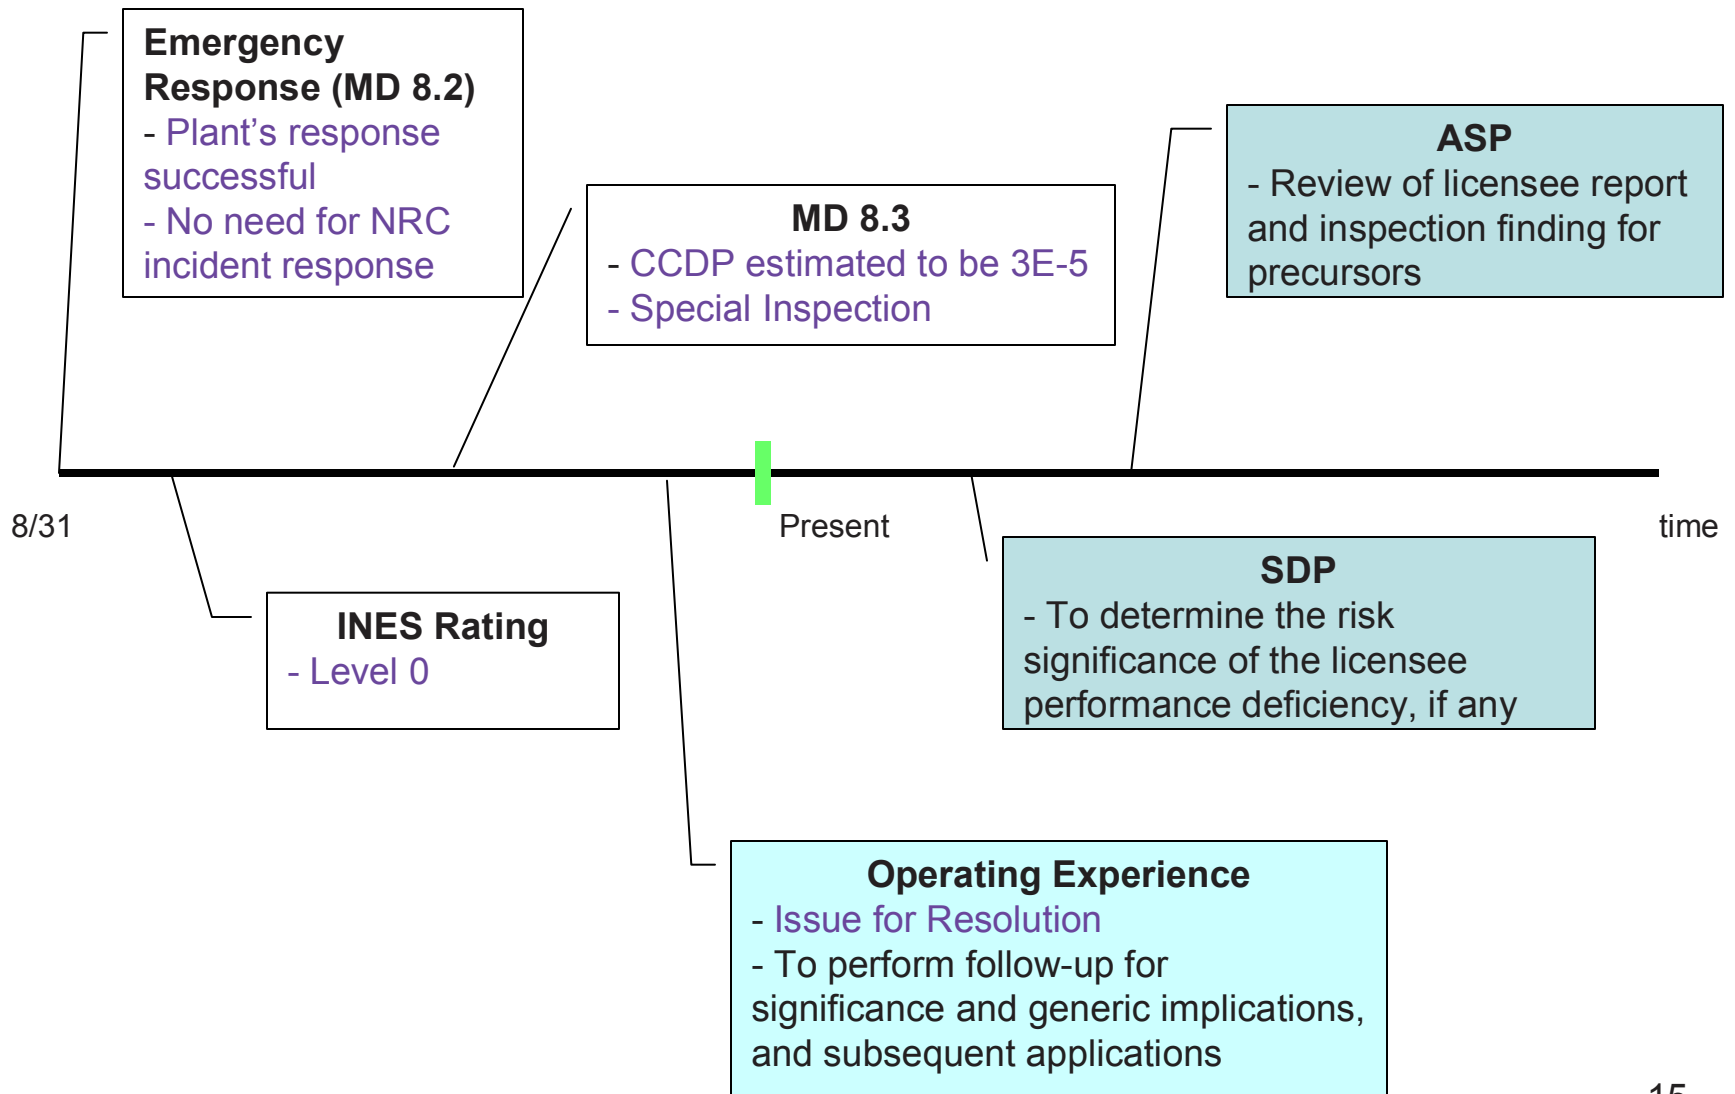 Emergency
Response (MD 8.2)
- Plant’s response
successful
- No need for NRC
incident response
MD 8.3
- CCDP estimated to be 3E-5
- Special Inspection
ASP
- Review of licensee report
and inspection finding for
precursors
8/31
Present
time
INES Rating
- Level 0
SDP
- To determine the risk
significance of the licensee
performance deficiency, if any
Operating Experience
- Issue for Resolution
- To perform follow-up for
significance and generic implications,
and subsequent applications
15